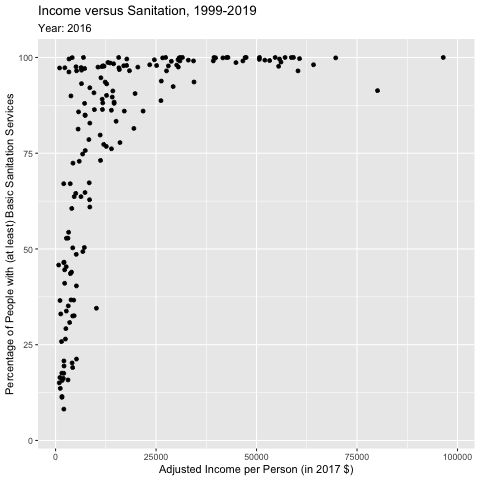 Income versus Sanitation, 1999-2019
Year: 2016
Percentage of People with (at least) Basic Sanitation Services
100
75
50
25
0
0 25000 50000 75000 100000
Adjusted Income per Person (in 2017 $)